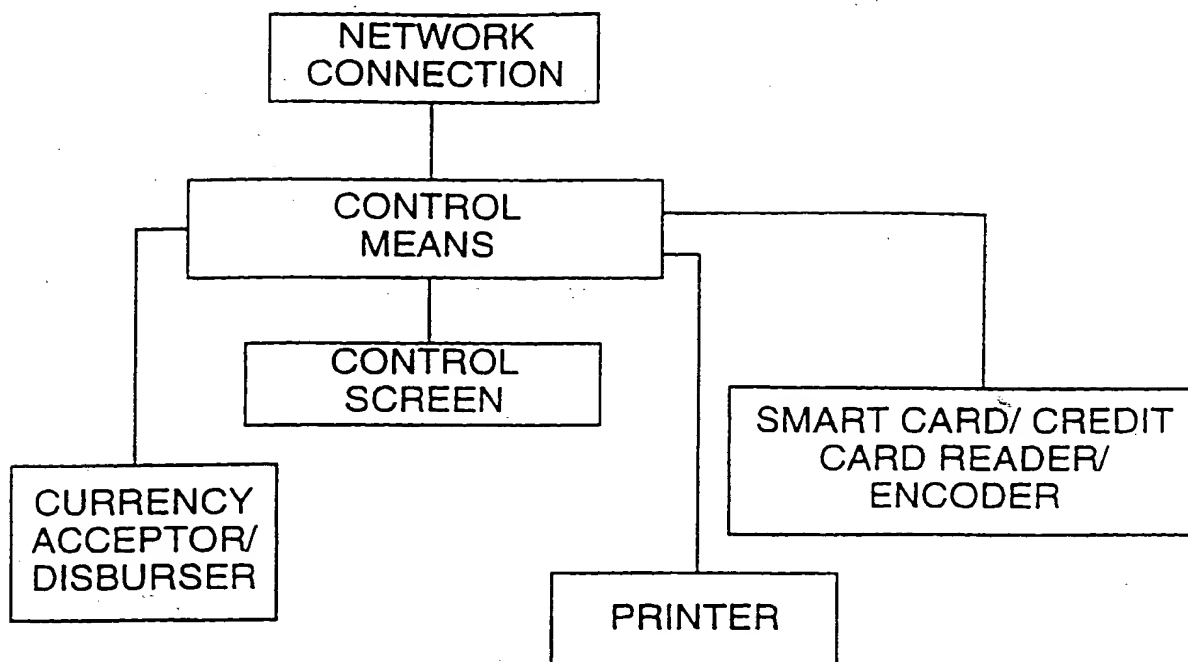 NETWORK
CONNECTION
CONTROL
MEANS
CONTROL
SCREEN
SMART CARD/ CREDIT
CARD READER/
ENCODER
CURRENCY
ACCEPTOR/
DISBURSER
PRINTER